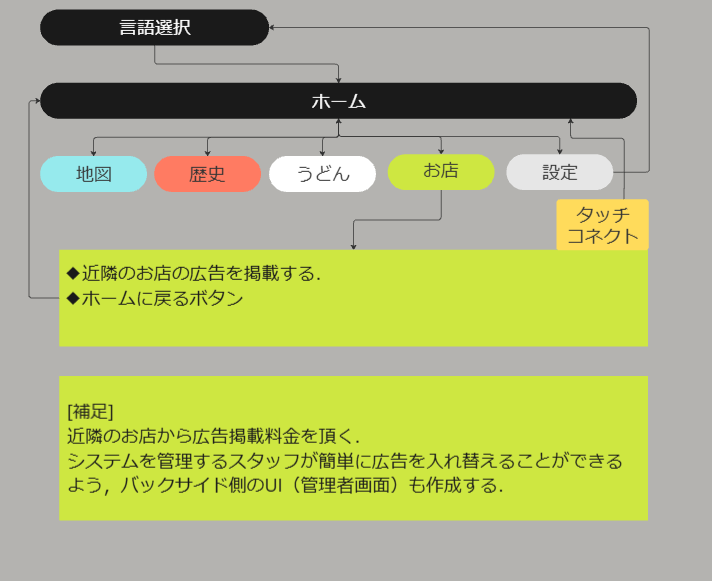 言語選択
ホーム
地図
歴史
うどん
お店
設定
タッチ
コネクト
◆近隣のお店の広告を掲載する.
◆ホームに戻るボタン
[補足]
近隣のお店から広告掲載料金を頂く.
システムを管理するスタッフが簡単に広告を入れ替えることができる
よう，バックサイド側のUI（管理者画面）も作成する.